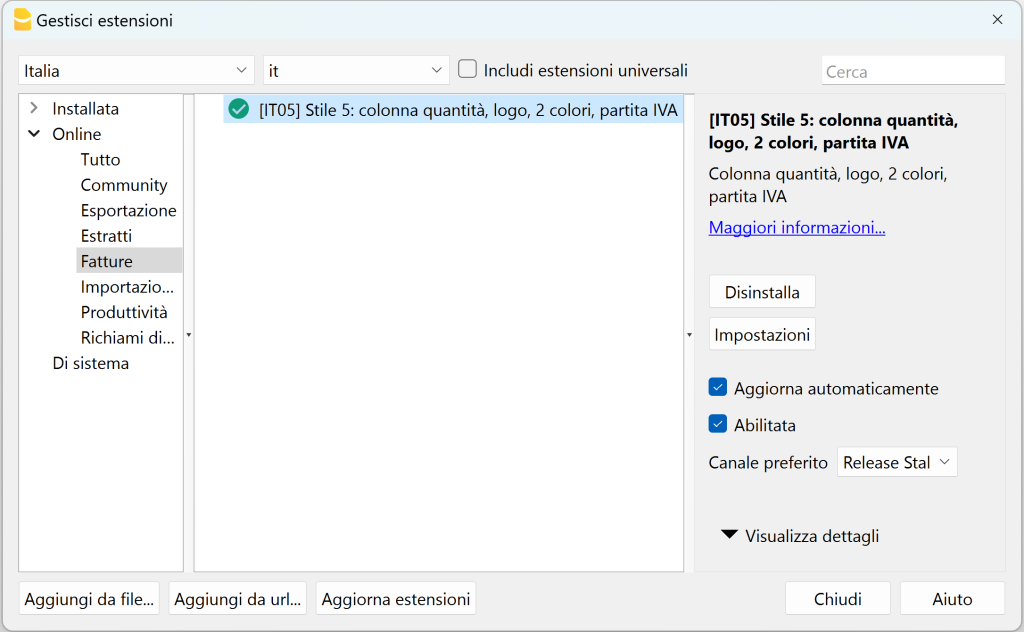 Gestisci estensioni
Italia
it
Includi estensioni universali
Cerca
Installata
Online
Tutto
Community
Esportazione
Estratti
Fatture
Importazio...
Produttività
Richiami di...
Di sistema
[IT05] Stile 5: colonna quantità, logo, 2 colori, partita IVA
[IT05] Stile 5: colonna quantità,
logo, 2 colori, partita IVA
Colonna quantità, logo, 2 colori,
partita IVA
Maggiori informazioni...
Disinstalla
Impostazioni
Aggiorna automaticamente
Abilitata
Canale preferito
Release Stal
Visualizza dettagli
Aggiungi da file...
Aggiungi da url...
Aggiorna estensioni
Chiudi
Aiuto